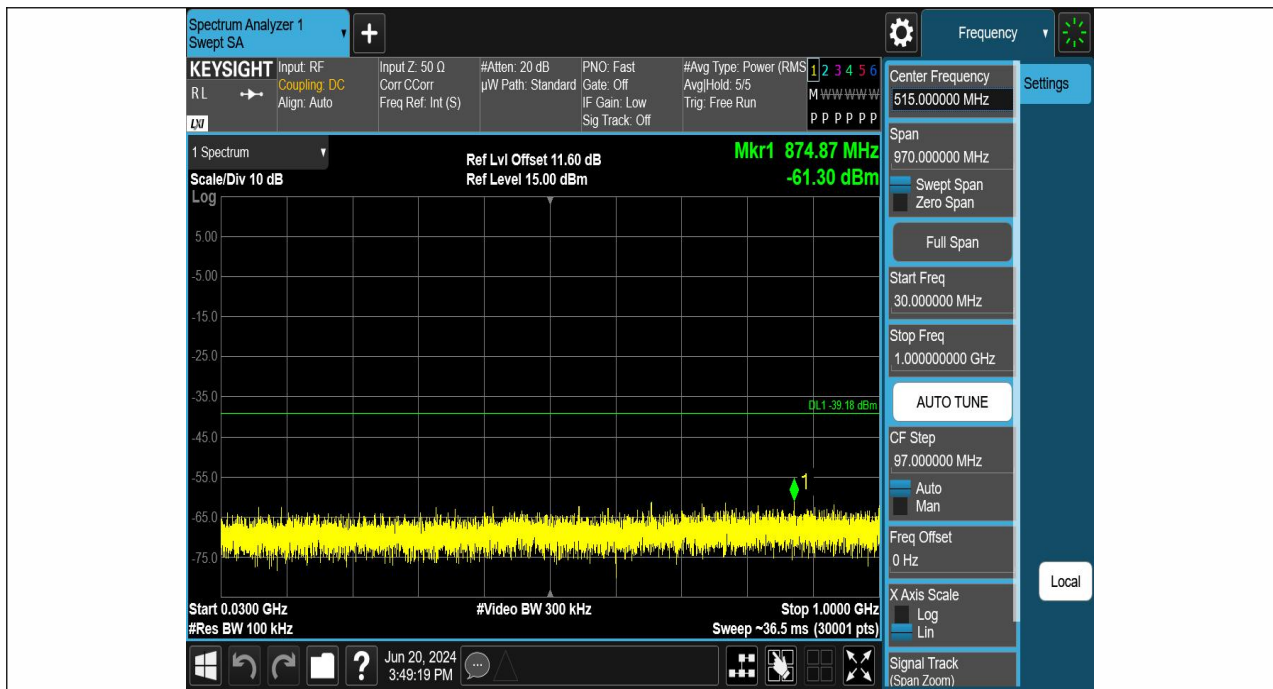 Spectrum Analyzer 1
Swept SA
Frequency
KEYSIGHT
RL
LXI
Input: RF
Coupling: DC
Align: Auto
Input Z: 50 Ω
Corr CCorr
Freq Ref: Int (S)
#Atten: 20 dB
µW Path: Standard
PNO: Fast
Gate: Off
IF Gain: Low
Sig Track: Off
#Avg Type: Power (RMS
Avg|Hold: 5/5
Trig: Free Run
1 2 3 4 5 6
M W W W W W
P P P P P P
1 Spectrum
Scale/Div 10 dB
Log
Ref Lvl Offset 11.60 dB
Ref Level 15.00 dBm
Mkr1 874.87 MHz
-61.30 dBm
5.00
-5.00
-15.0
-25.0
-35.0
DL1 -39.18 dBm
-45.0
-55.0
1
-65.0
-75.0
Start 0.0300 GHz
#Res BW 100 kHz
#Video BW 300 kHz
Stop 1.0000 GHz
Sweep ~36.5 ms (30001 pts)
Center Frequency
515.000000 MHz
Span
970.000000 MHz
Swept Span
Zero Span
Full Span
Start Freq
30.000000 MHz
Stop Freq
1.000000000 GHz
AUTO TUNE
CF Step
97.000000 MHz
Auto
Man
Freq Offset
0 Hz
X Axis Scale
Log
Lin
Signal Track
(Span Zoom)
Settings
Local
?
Jun 20, 2024
3:49:19 PM